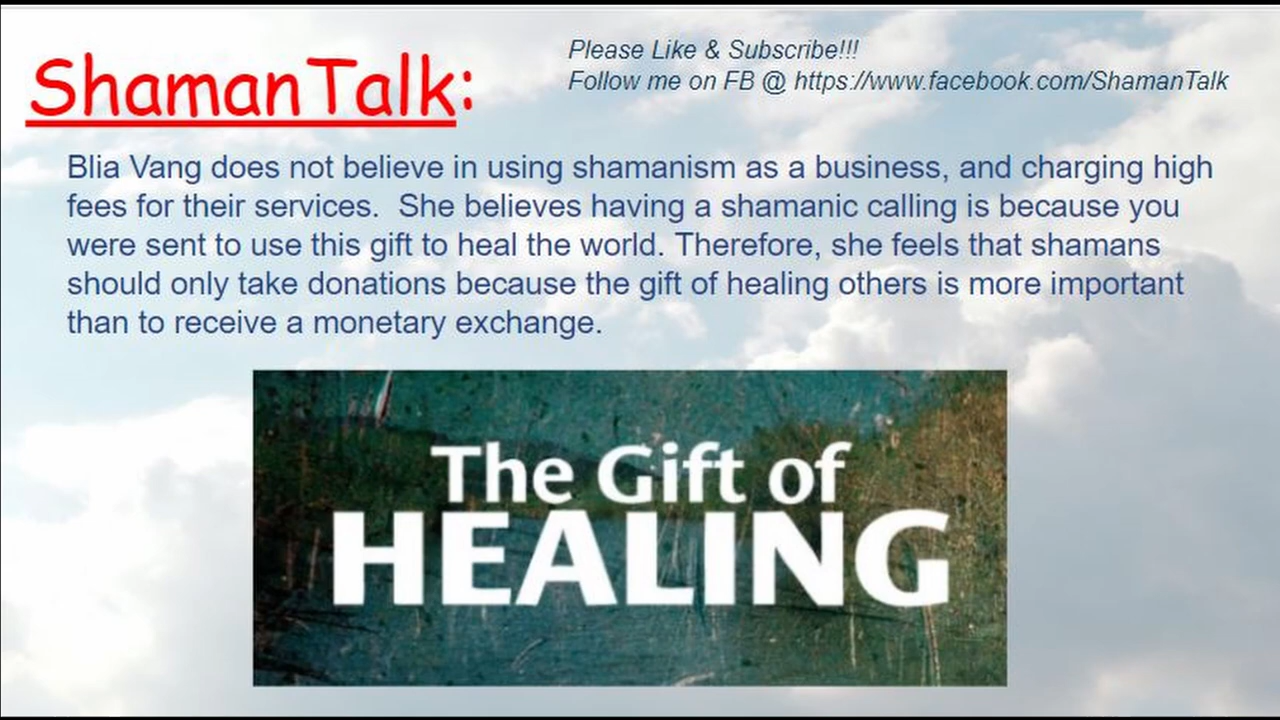 ShamanTalk:
Please Like & Subscribe!!!
Follow me on FB @ https://www.facebook.com/ShamanTalk
Blia Vang does not believe in using shamanism as a business, and charging high
fees for their services.  She believes having a shamanic calling is because you
were sent to use this gift to heal the world. Therefore, she feels that shamans
should only take donations because the gift of healing others is more important
than to receive a monetary exchange.
The Gift of
HEALING